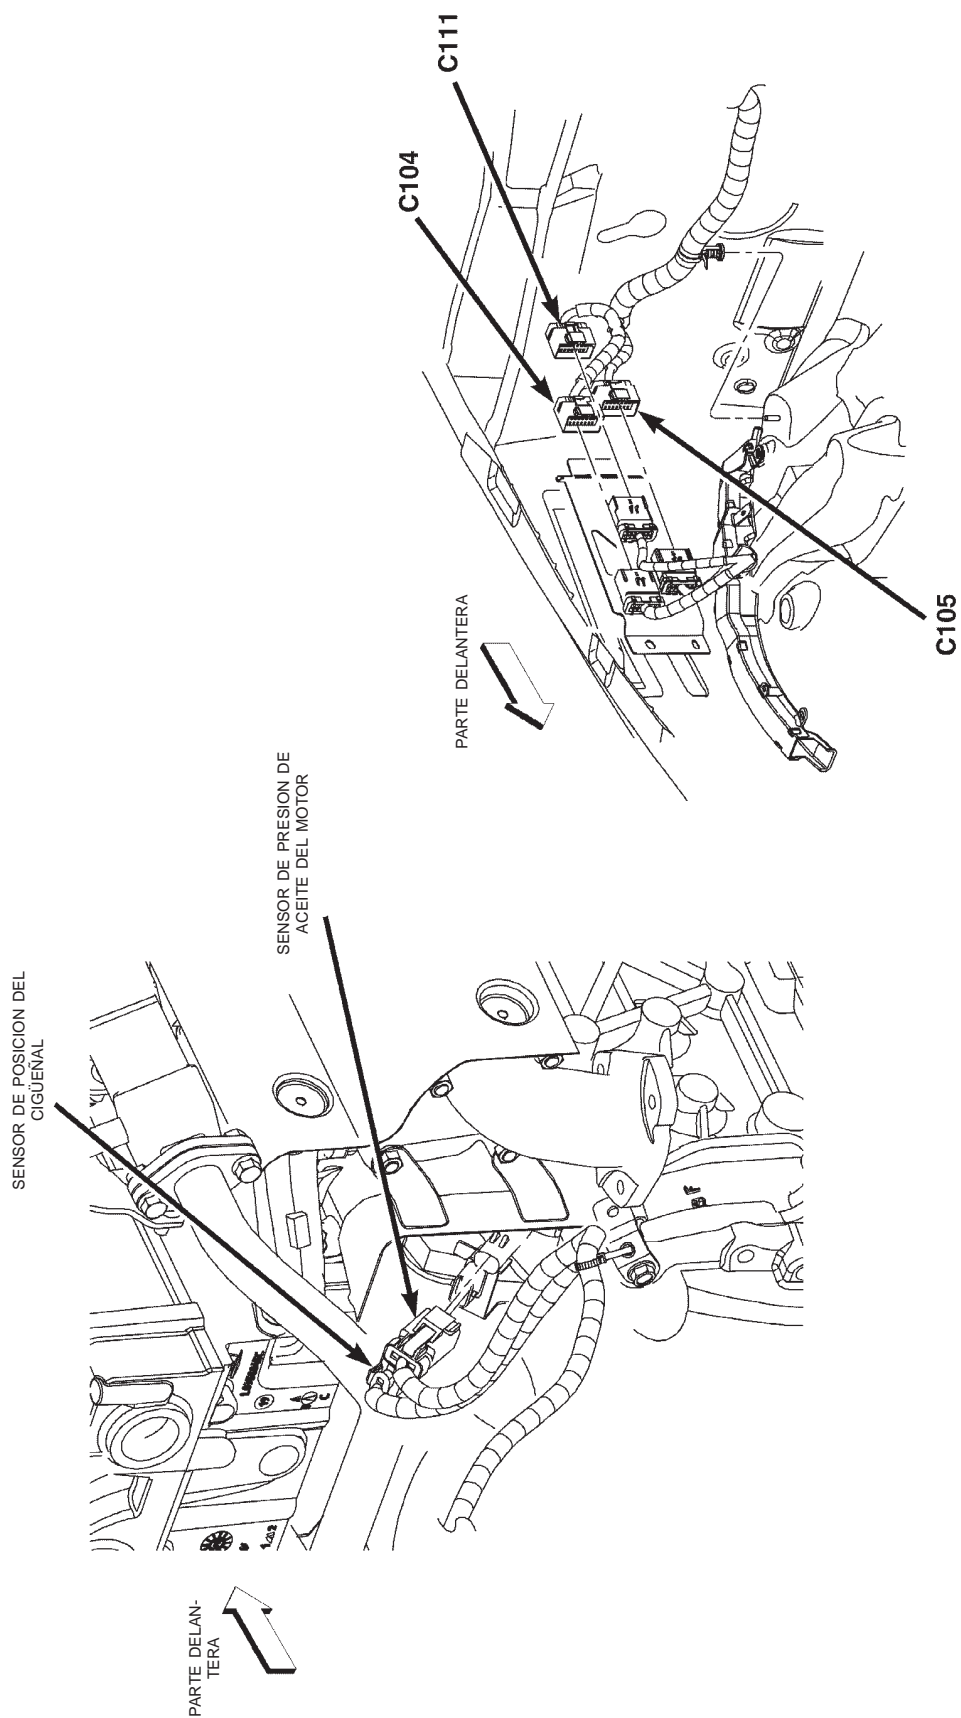 SENSOR DE POSICION DEL
CIGÜEÑAL
SENSOR DE PRESION DE
ACEITE DEL MOTOR
PARTE DELAN-
TERA
C104
C111
C105
PARTE DELANTERA